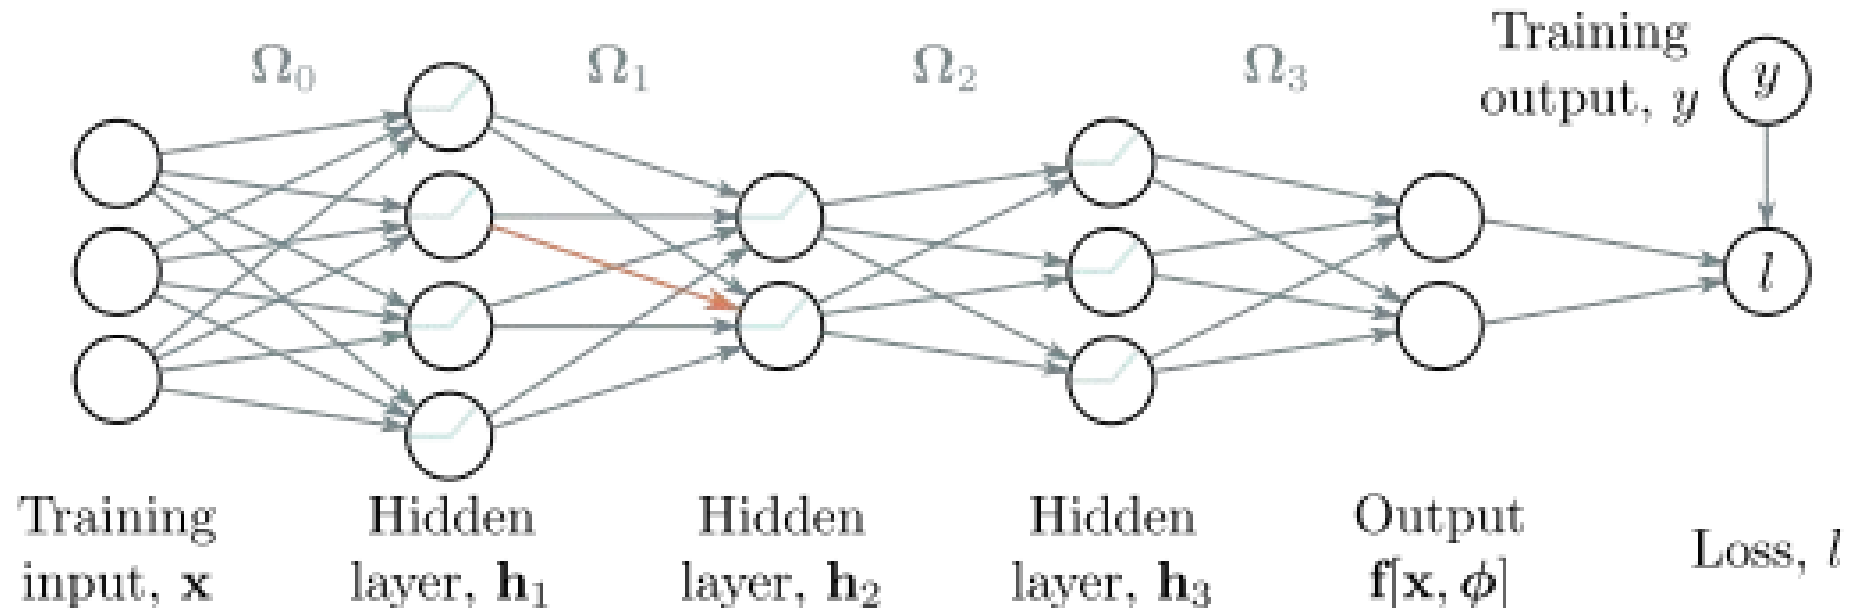 Ω₀
Ω₁
Ω₂
Ω₃
Training
output, y
y
l
Training
input, x
Hidden
layer, h₁
Hidden
layer, h₂
Hidden
layer, h₃
Output
f[x, ϕ]
Loss, l